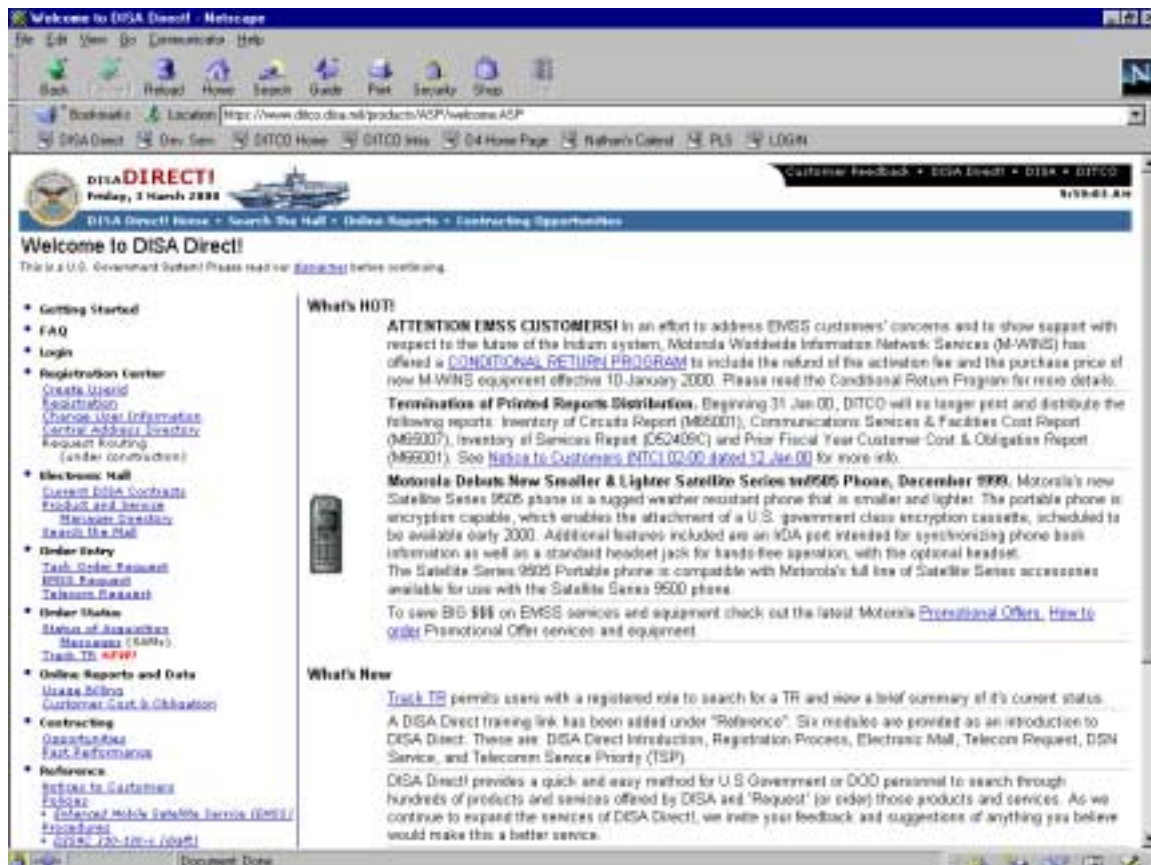 Welcome to DISA Direct! - Netscape
File Edit View Go Communicator Help
Back Reload Home Search Guide Print Security Shop
Bookmarks Location https://www.ditco.disa.mil/products/ASP/welcome.ASP
DISA Direct Dev. Serv DITCO Home DITCO Intra D4 Home Page PLS LOGIN
DISA DIRECT!
Friday, 3 March 2000
Customer Feedback • DISA Direct! • DISA • DITCO
DISA Direct! Home • Search The Mall • Online Reports • Contracting Opportunities
Welcome to DISA Direct!
This is a U.S. Government System! Please read our disclaimer before continuing.
Getting Started
FAQ
Login
Registration Center
Create Userid
Registration
Change User Information
Central Address Directory
Request Routing
(under construction)
Electronic Mall
Current DISA Contracts
Product and Service
Manager Directory
Search the Mall
Order Entry
Task Order Request
EMSS Request
Telecom Request
Order Status
Status of Acquisition
Messages (SAMs)
Track TR NEW!
Online Reports and Data
Usage Billing
Customer Cost & Obligation
Contracting
Opportunities
Past Performance
Reference
Notices to Customers
Policies
Enhanced Mobile Satellite Service (EMSS)
Procedures
What's HOT!
ATTENTION EMSS CUSTOMERS! In an effort to address EMSS customers' concerns and to show support with
respect to the future of the Iridium system, Motorola Worldwide Information Network Services (M-WINS) has
offered a CONDITIONAL RETURN PROGRAM to include the refund of the activation fee and the purchase price of
new M-WINS equipment effective 10 January 2000. Please read the Conditional Return Program for more details.
Termination of Printed Reports Distribution. Beginning 31 Jan 00, DITCO will no longer print and distribute the
following reports: Inventory of Circuits Report (M65001), Communications Services & Facilities Cost Report
(M65007), Inventory of Services Report (D52409C) and Prior Fiscal Year Customer Cost & Obligation Report
(M66001). See Notice to Customers (NTC) 02-00 dated 12 Jan 00 for more info.
Motorola Debuts New Smaller & Lighter Satellite Series tm9505 Phone, December 1999. Motorola's new
Satellite Series 9505 phone is a rugged weather resistant phone that is smaller and lighter. The portable phone is
encryption capable, which enables the attachment of a U.S. government class encryption cassette, scheduled to
be available early 2000. Additional features included are an IrDA port intended for synchronizing phone book
information as well as a standard headset jack for hands-free operation, with the optional headset.
The Satellite Series 9505 Portable phone is compatible with Motorola's full line of Satellite Series accessories
available for use with the Satellite Series 9500 phone.
To save BIG $$$ on EMSS services and equipment check out the latest Motorola Promotional Offers, How to
order Promotional Offer services and equipment.
What's New
Track TR permits users with a registered role to search for a TR and view a brief summary of it's current status.
A DISA Direct training link has been added under "Reference". Six modules are provided as an introduction to
DISA Direct. These are: DISA Direct Introduction, Registration Process, Electronic Mall, Telecom Request, DSN
Service, and Telecomm Service Priority (TSP)
DISA Direct! provides a quick and easy method for U.S Government or DOD personnel to search through
hundreds of products and services offered by DISA and "Request" (or order) those products and services. As we
continue to expand the services of DISA Direct!, we invite your feedback and suggestions of anything you believe
would make this a better service.
Document: Done